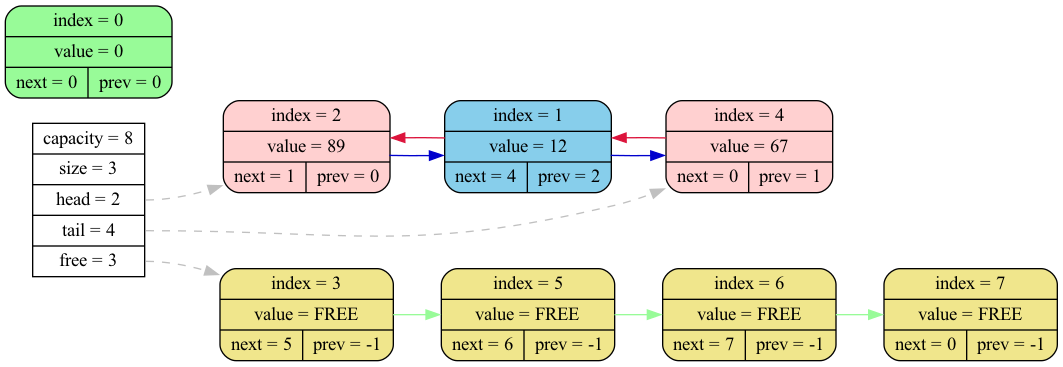 index = 0
value = 0
next = 0 prev = 0
capacity = 8
size = 3
head = 2
tail = 4
free = 3
index = 2
value = 89
next = 1 prev = 0
index = 1
value = 12
next = 4 prev = 2
index = 4
value = 67
next = 0 prev = 1
index = 3
value = FREE
next = 5 prev = -1
index = 5
value = FREE
next = 6 prev = -1
index = 6
value = FREE
next = 7 prev = -1
index = 7
value = FREE
next = 0 prev = -1